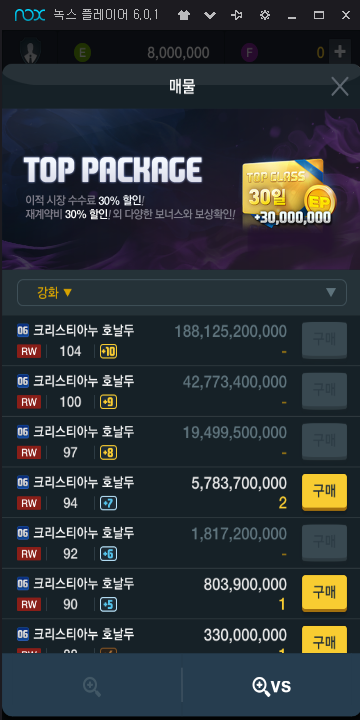 nox 녹스 플레이어 6.0.1
E 8,000,000 F 0 +
매물
TOP PACKAGE
이적 시장 수수료 30% 할인!
재계약비 30% 할인! 외 다양한 보너스와 보상확인!
TOP CLASS
30일
EP
+30,000,000
강화 ▼
06 크리스티아누 호날두 188,125,200,000 구매
RW 104 +10 -
06 크리스티아누 호날두 42,773,400,000 구매
RW 100 +9 -
06 크리스티아누 호날두 19,499,500,000 구매
RW 97 +8 -
06 크리스티아누 호날두 5,783,700,000 구매
RW 94 +7 2
06 크리스티아누 호날두 1,817,200,000 구매
RW 92 +6 -
06 크리스티아누 호날두 803,900,000 구매
RW 90 +5 1
06 크리스티아누 호날두 330,000,000 구매
VS